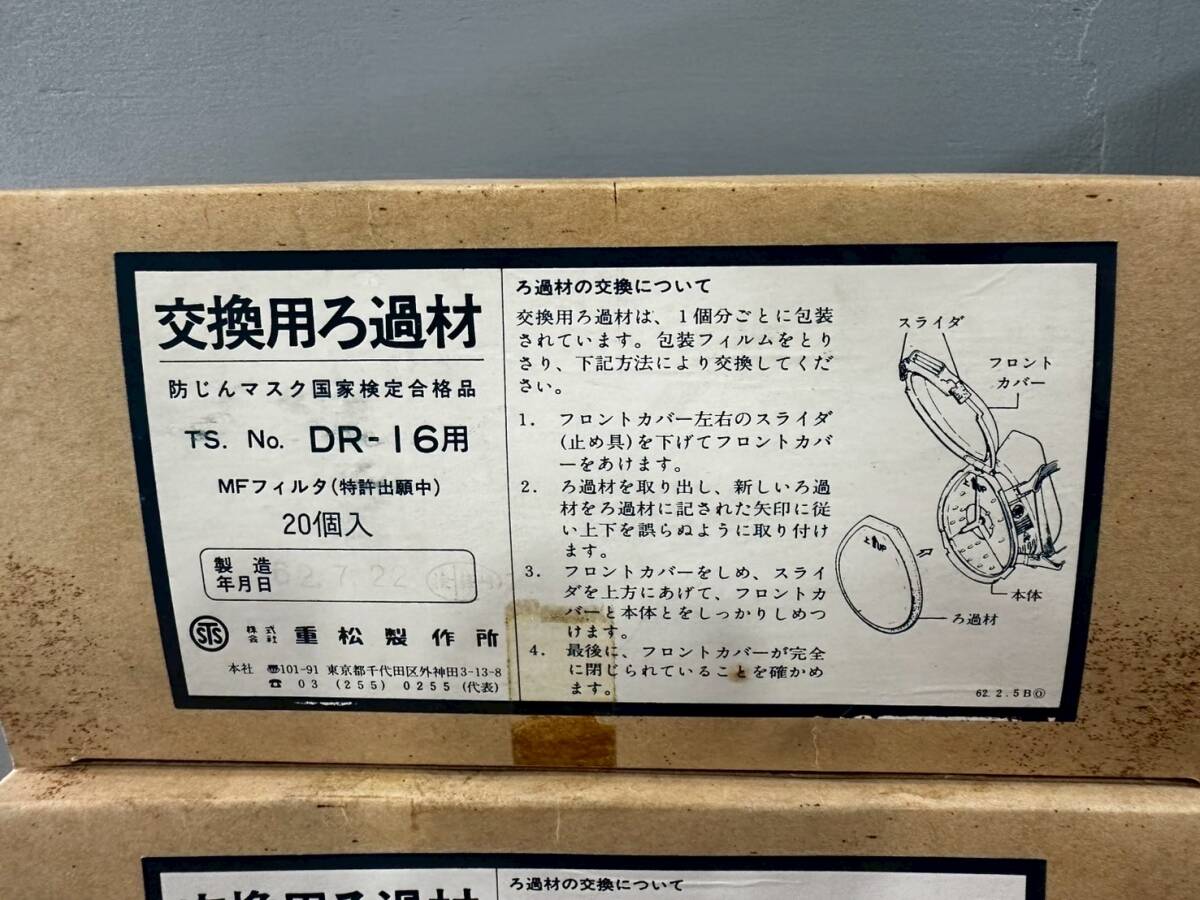 交換用ろ過材
防じんマスク国家検定合格品
TS. No. DR-16用
MFフィルタ(特許出願中)
20個入
製造
年月日
62.7.22
STS 株式会社 重松製作所
本社 〒101-91 東京都千代田区外神田3-13-8
☎ 03 (255) 0255 (代表)
ろ過材の交換について
交換用ろ過材は、1個分ごとに包装
されています。包装フィルムをとり
さり、下記方法により交換してくだ
さい。
1. フロントカバー左右のスライダ
(止め具)を下げてフロントカバ
ーをあけます。
2. ろ過材を取り出し、新しいろ過
材をろ過材に記された矢印に従
い上下を誤らぬように取り付け
ます。
3. フロントカバーをしめ、スライ
ダを上方にあげて、フロントカ
バーと本体とをしっかりしめつ
けます。
4. 最後に、フロントカバーが完全
に閉じられていることを確かめ
ます。
スライダ
フロント
カバー
上⬆UP
上⬆UP
本体
ろ過材
62.2.5B◎
交換用ろ過材
ろ過材の交換について